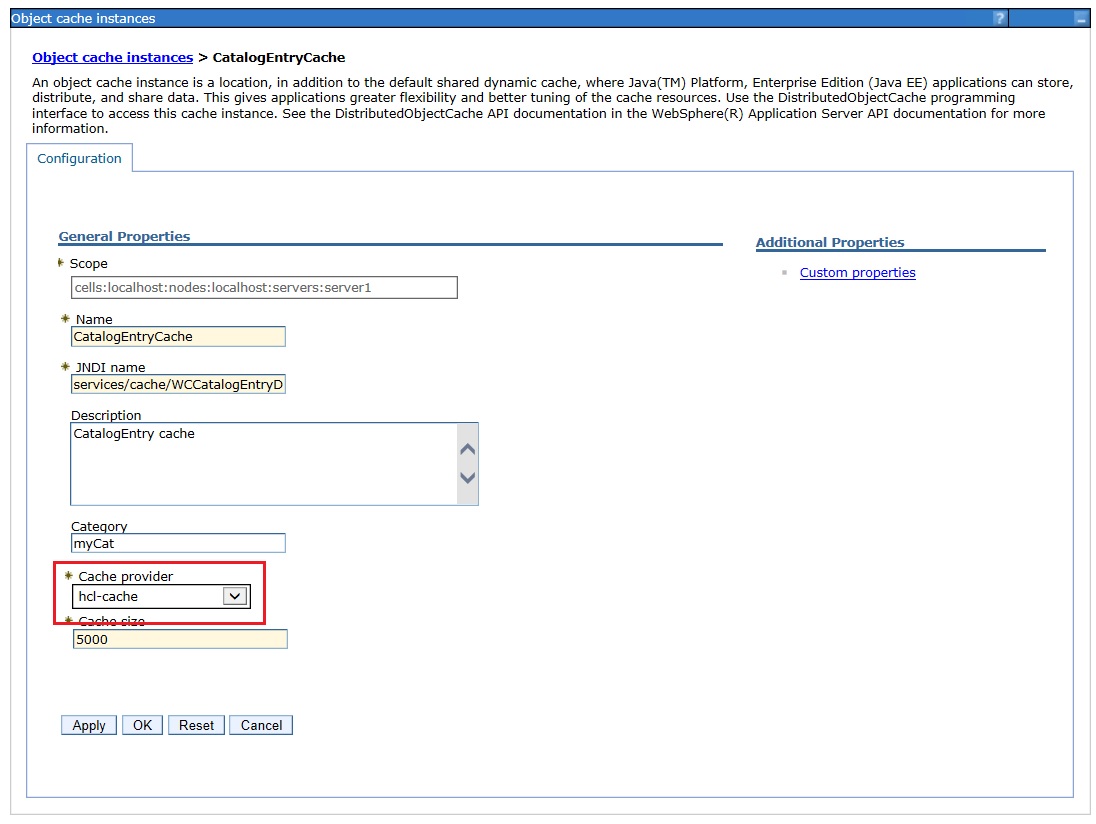 Object cache instances ?
Object cache instances > CatalogEntryCache
An object cache instance is a location, in addition to the default shared dynamic cache, where Java(TM) Platform, Enterprise Edition (Java EE) applications can store,
distribute, and share data. This gives applications greater flexibility and better tuning of the cache resources. Use the DistributedObjectCache programming
interface to access this cache instance. See the DistributedObjectCache API documentation in the WebSphere(R) Application Server API documentation for more
information.
Configuration
General Properties
Scope
cells:localhost:nodes:localhost:servers:server1
Name
CatalogEntryCache
JNDI name
services/cache/WCCatalogEntryD
Description
CatalogEntry cache
Category
myCat
Cache provider
hcl-cache
Cache size
5000
Apply OK Reset Cancel
Additional Properties
Custom properties